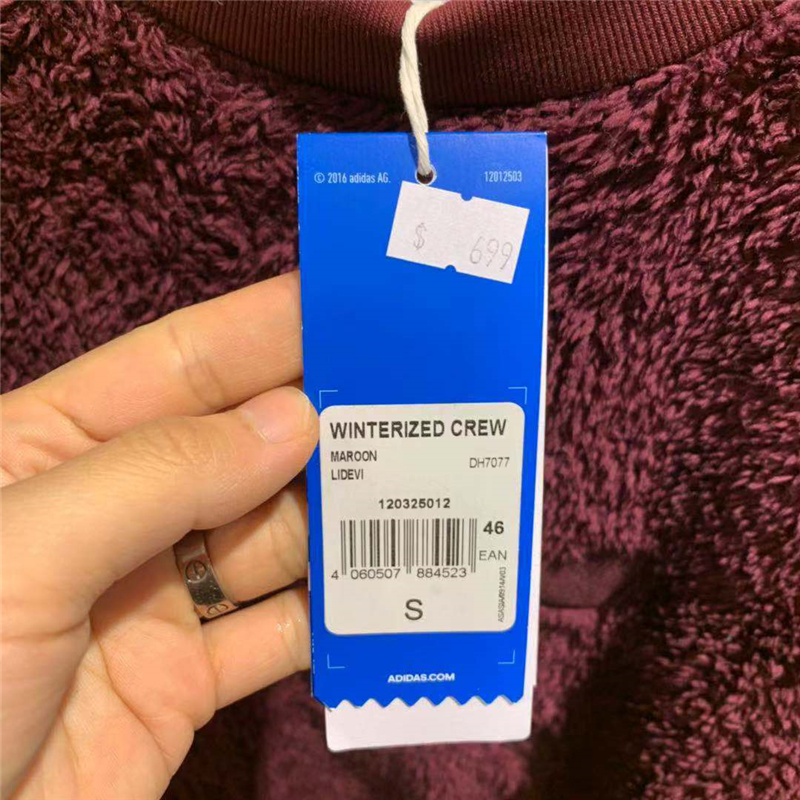 © 2016 adidas AG. 12012503
$ 699
WINTERIZED CREW
MAROON
LIDEVI
DH7077
120325012
46
EAN
4 060507 884523
S
ADIDAS.COM